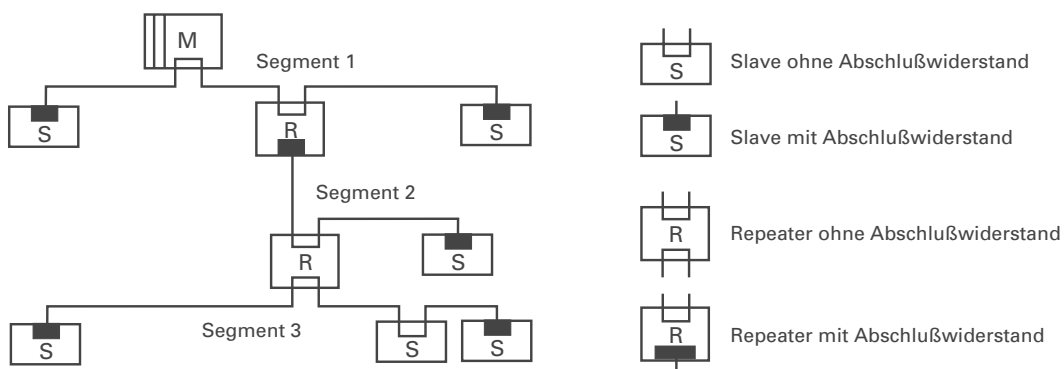 M
Segment 1
S
R
S
Segment 2
R
S
Segment 3
S
S
S
S
Slave ohne Abschlußwiderstand
S
Slave mit Abschlußwiderstand
R
Repeater ohne Abschlußwiderstand
R
Repeater mit Abschlußwiderstand